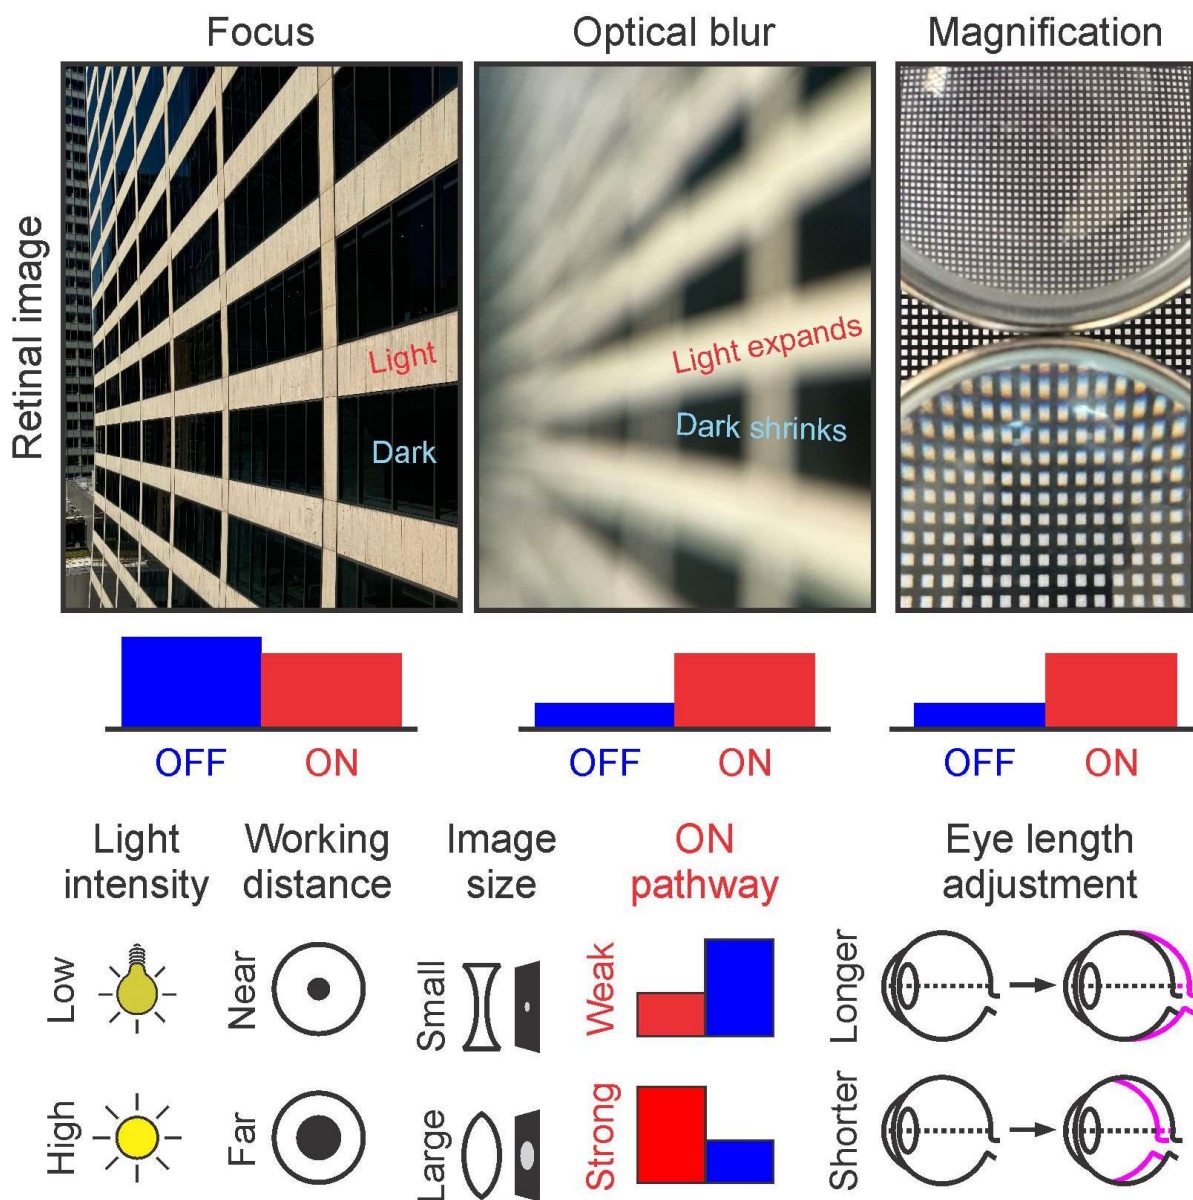 Focus
Optical blur
Magnification
Retinal image
Light
Dark
Light expands
Dark shrinks
OFF ON
OFF ON
OFF ON
Light
intensity
Working
distance
Image
size
ON
pathway
Eye length
adjustment
Low
Near
Small
Weak
Longer
High
Far
Large
Strong
Shorter